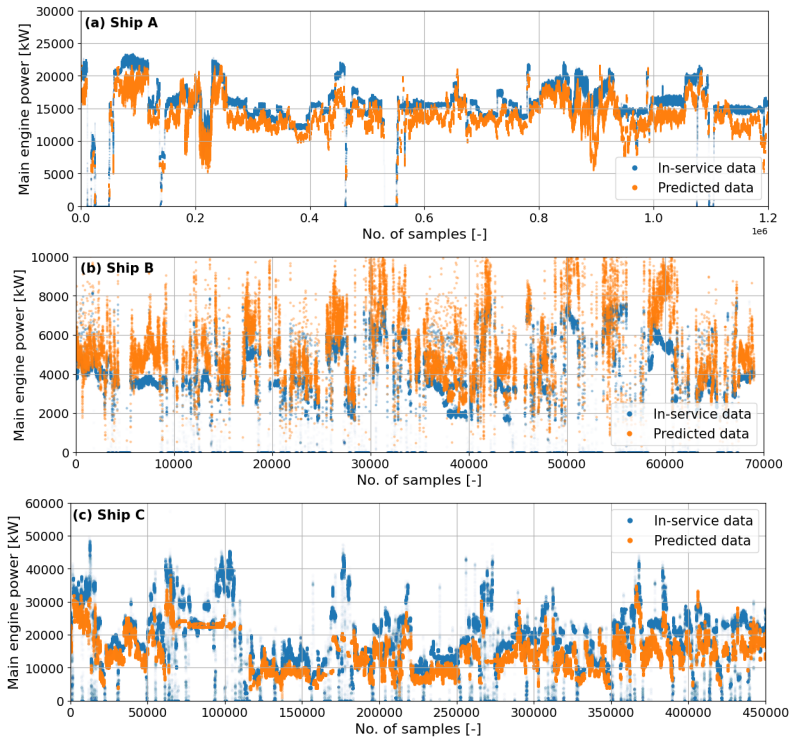 (a) Ship A
Main engine power [kW]
30000
25000
20000
15000
10000
5000
0
In-service data
Predicted data
0.0 0.2 0.4 0.6 0.8 1.0 1.2
1e6
No. of samples [-]
(b) Ship B
Main engine power [kW]
10000
8000
6000
4000
2000
0
In-service data
Predicted data
0 10000 20000 30000 40000 50000 60000 70000
No. of samples [-]
(c) Ship C
Main engine power [kW]
60000
50000
40000
30000
20000
10000
0
In-service data
Predicted data
0 50000 100000 150000 200000 250000 300000 350000 400000 450000
No. of samples [-]